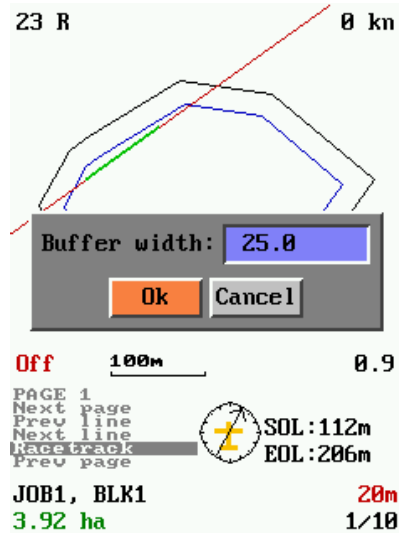 23 R 0 kn
Buffer width: 25.0
Ok Cancel
Off 100m 0.9
PAGE 1
Next page
Prev line
Next line
Racetrack
Prev page
SOL:112m
EOL:206m
JOB1, BLK1 20m
3.92 ha 1/10